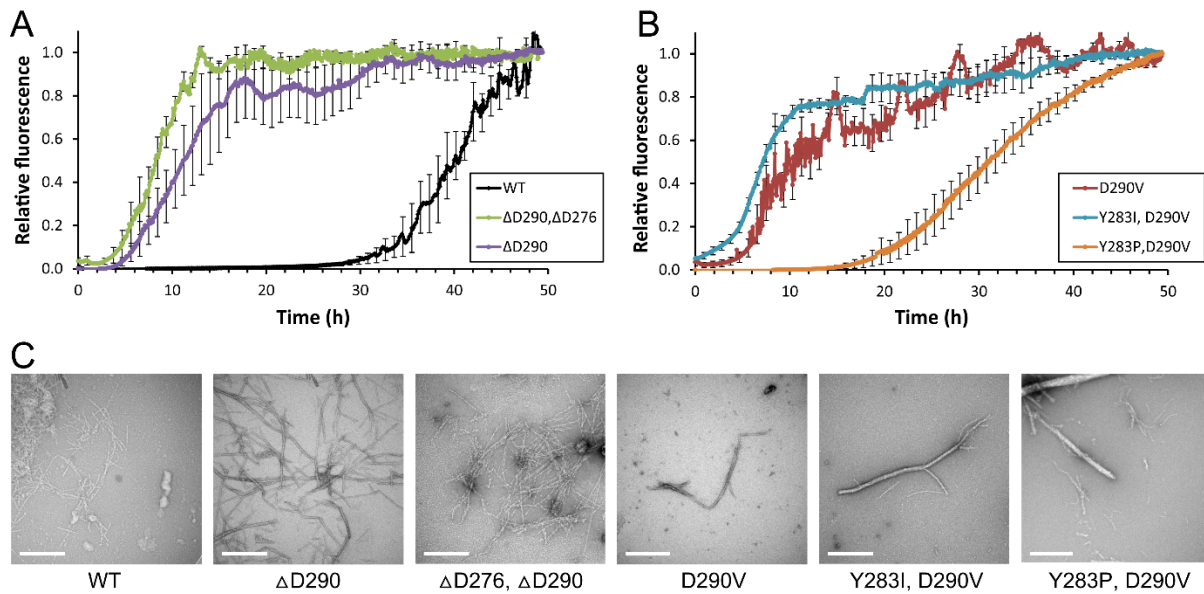 A
Relative fluorescence
1.0
0.8
0.6
0.4
0.2
0.0
0
10
20
30
40
50
Time (h)
WT
ΔD290,ΔD276
ΔD290
B
Relative fluorescence
1.0
0.8
0.6
0.4
0.2
0.0
0
10
20
30
40
50
Time (h)
D290V
Y283I, D290V
Y283P,D290V
C
WT
ΔD290
ΔD276, ΔD290
D290V
Y283I, D290V
Y283P, D290V